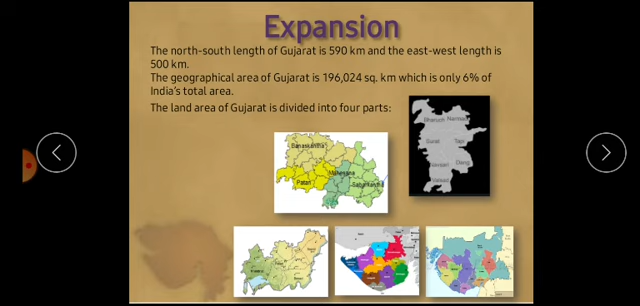 Expansion
The north-south length of Gujarat is 590 km and the east-west length is
500 km.
The geographical area of Gujarat is 196,024 sq. km which is only 6% of
India's total area.
The land area of Gujarat is divided into four parts:
Bharuch Narmada
Surat Tapi
Navsari Dang
Valsad
Banaskantha
Patan Mahesana
Sabarkantha